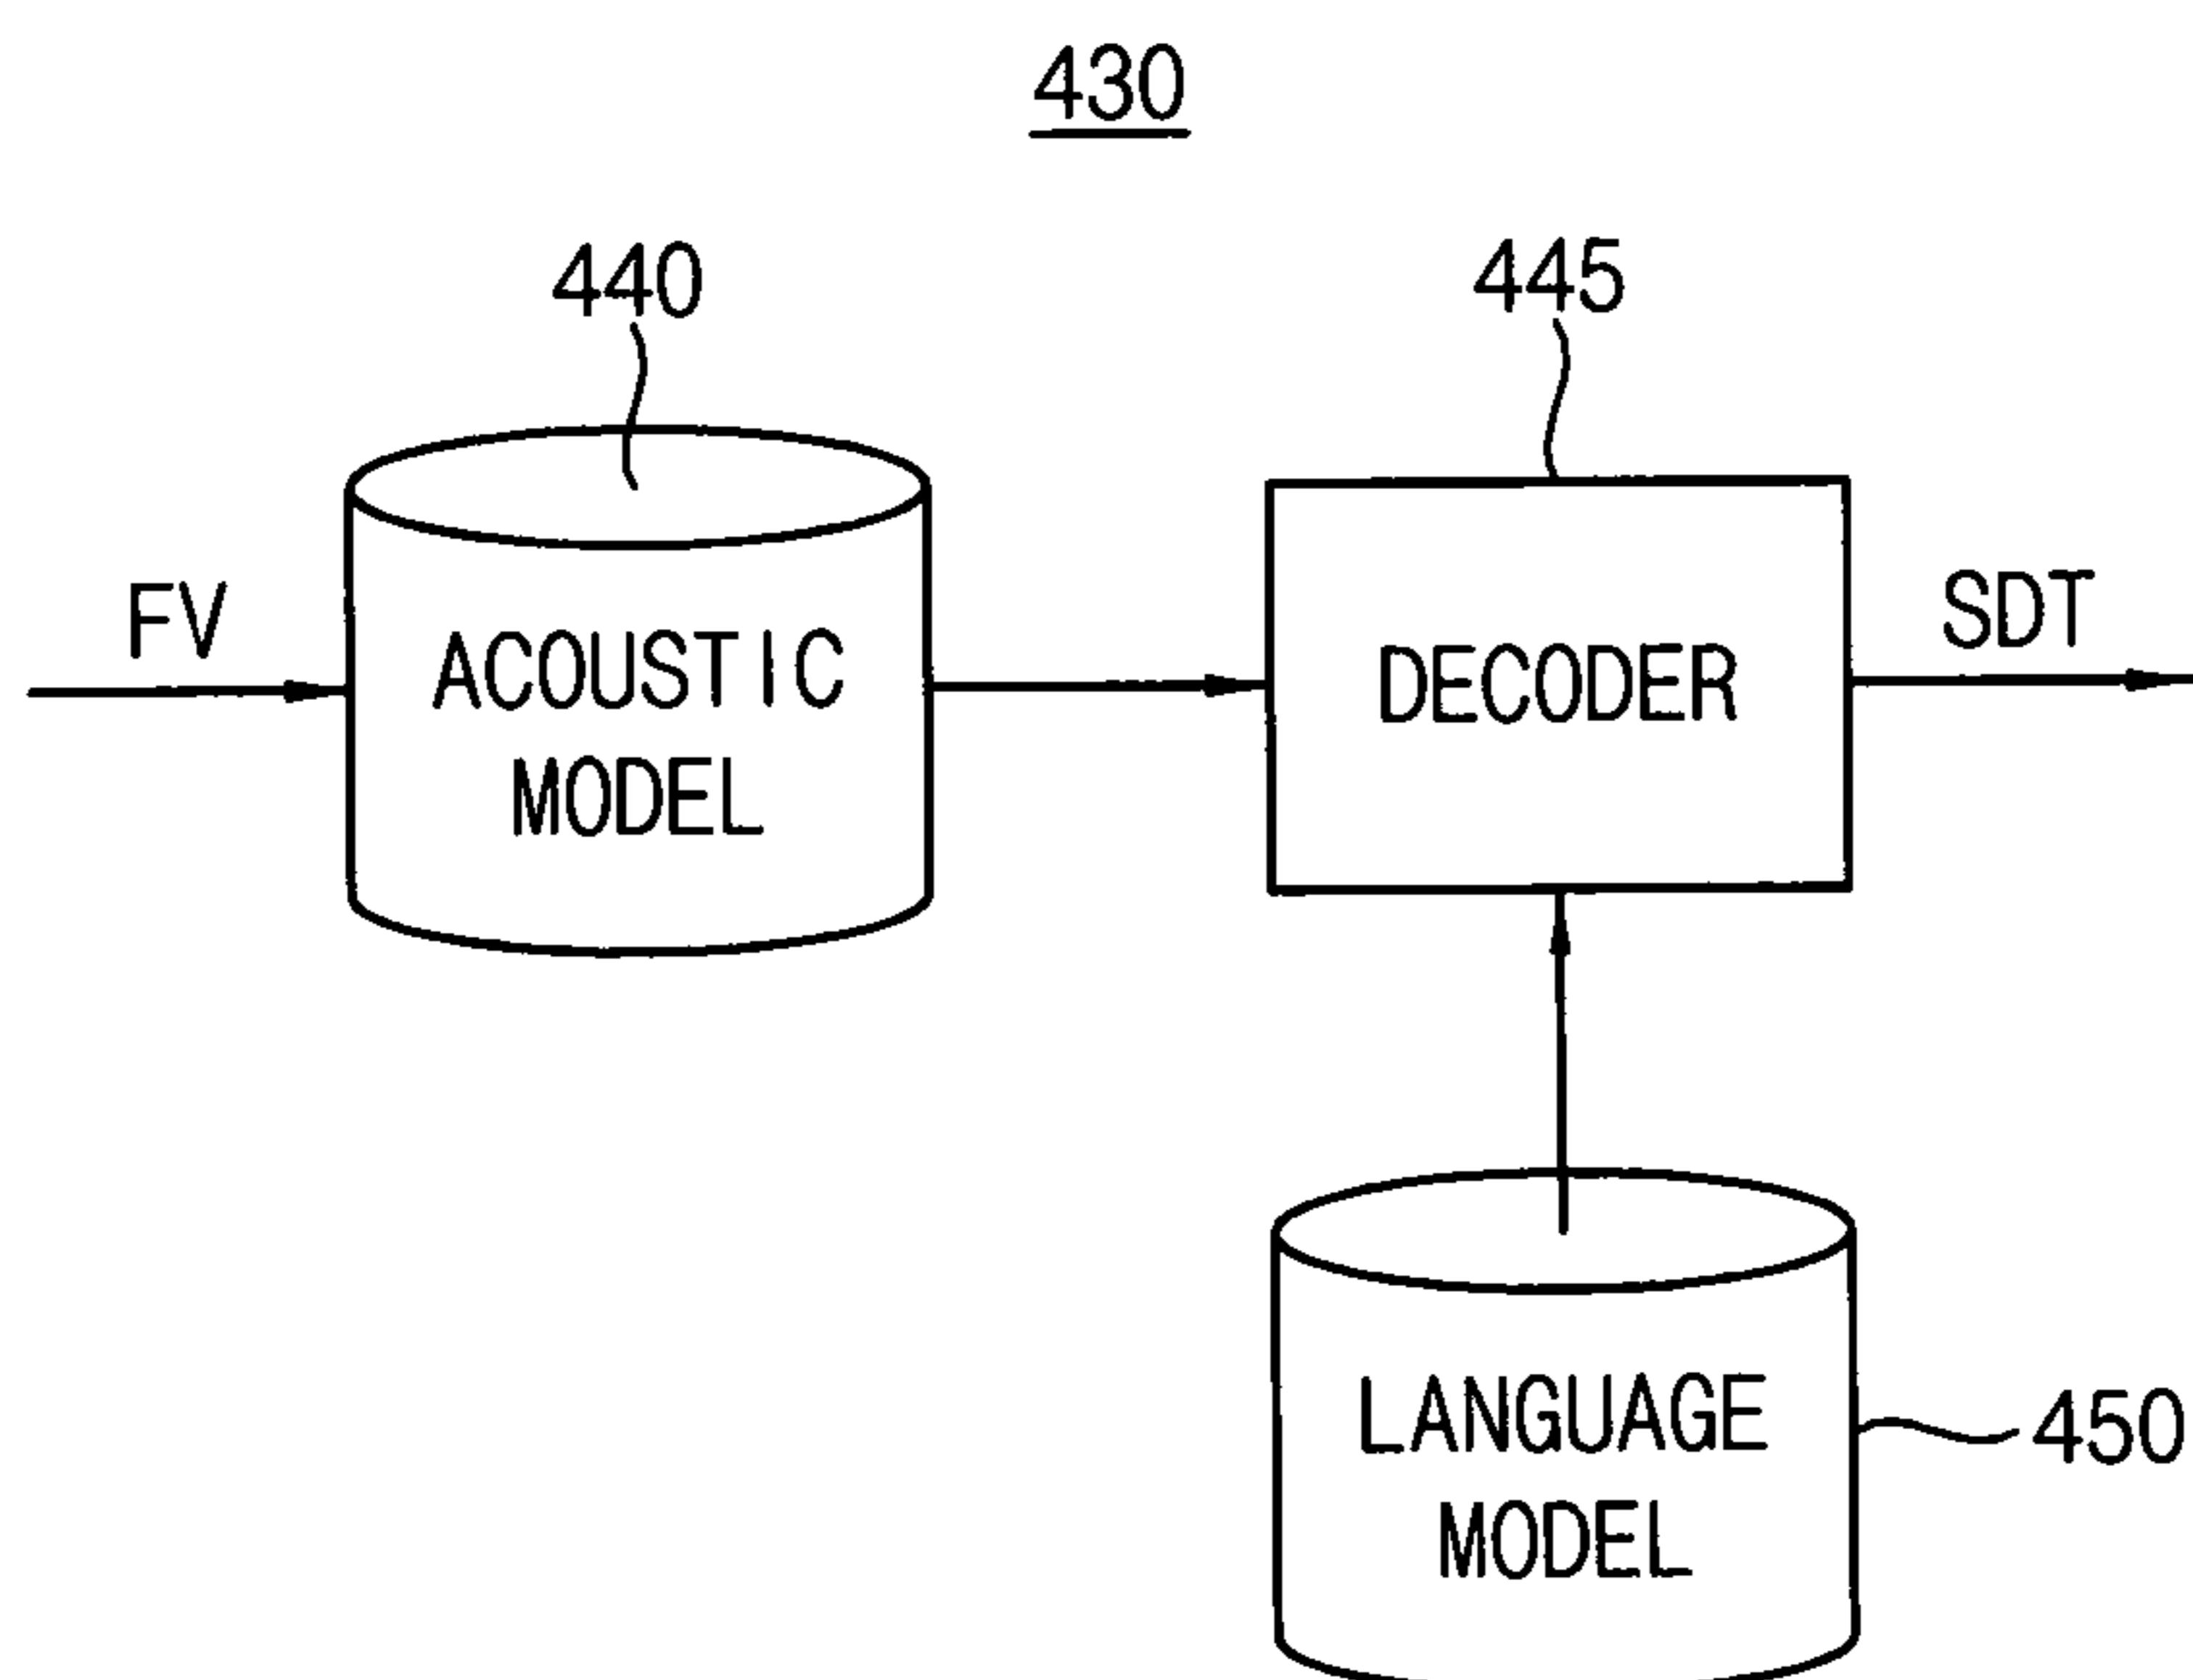 430
440
445
FV
ACOUSTIC
MODEL
DECODER
SDT
LANGUAGE
MODEL
450